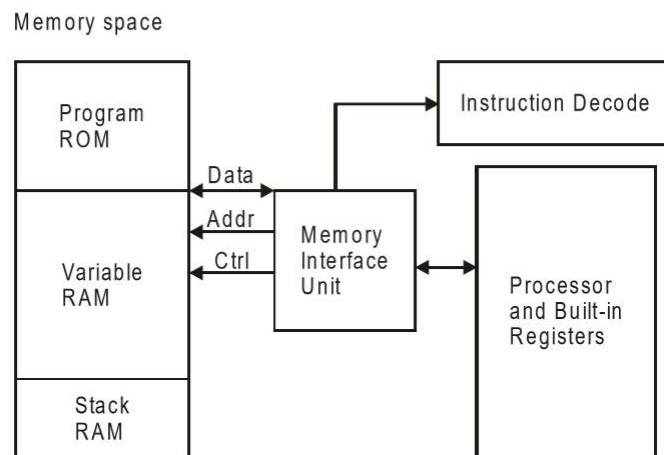 Memory space
Program
ROM
Instruction Decode
Data
Addr
Ctrl
Memory
Interface
Unit
Variable
RAM
Processor
and Built-in
Registers
Stack
RAM